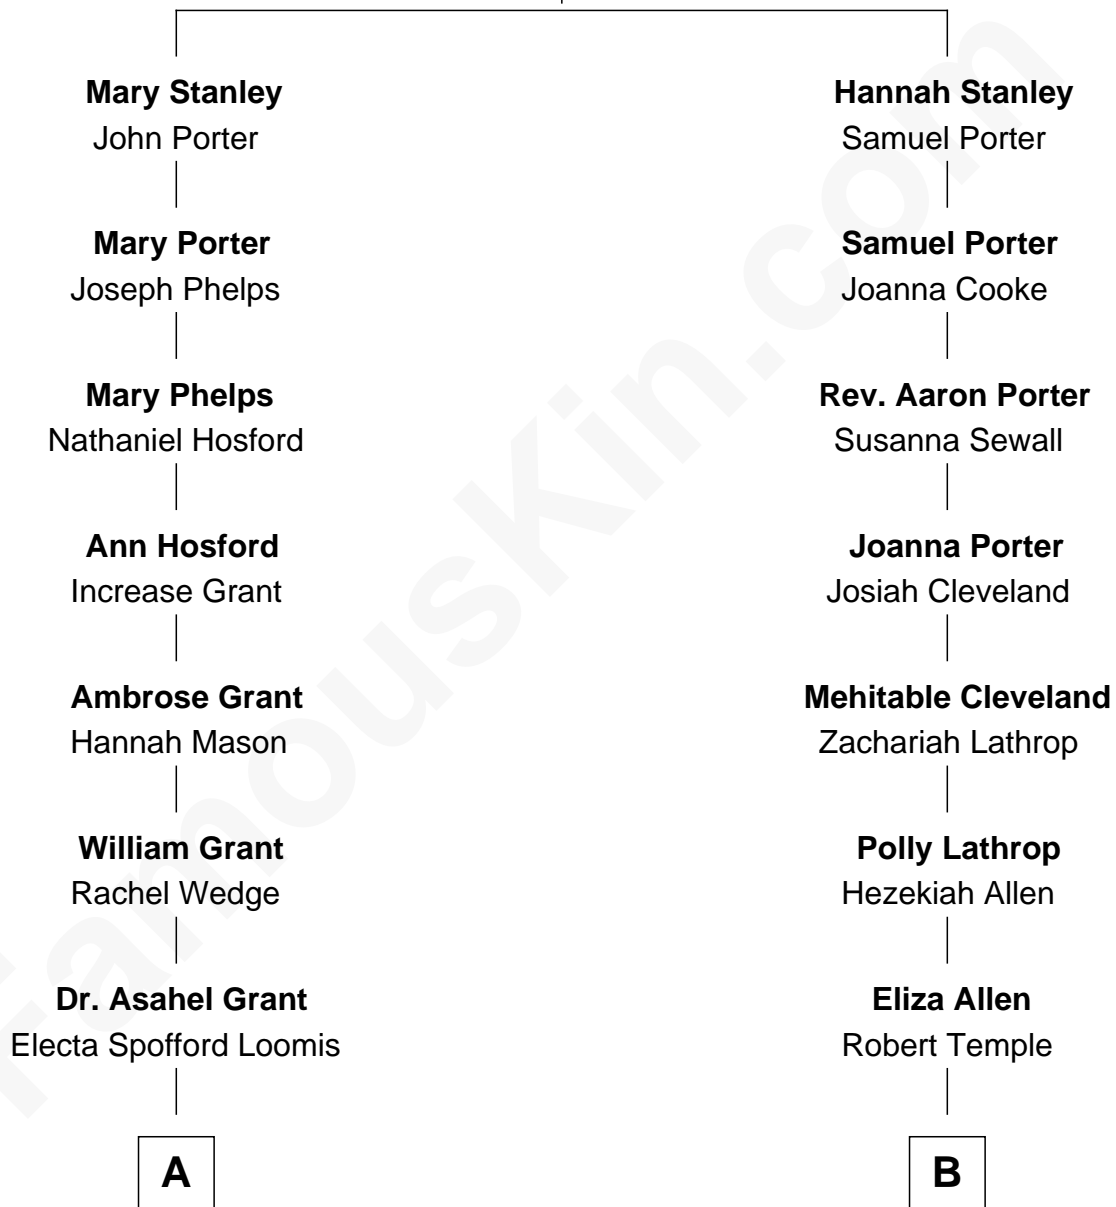 Mary Stanley
John Porter
Mary Porter
Joseph Phelps
Mary Phelps
Nathaniel Hosford
Ann Hosford
Increase Grant
Ambrose Grant
Hannah Mason
William Grant
Rachel Wedge
Dr. Asahel Grant
Electa Spofford Loomis
A
Hannah Stanley
Samuel Porter
Samuel Porter
Joanna Cooke
Rev. Aaron Porter
Susanna Sewall
Joanna Porter
Josiah Cleveland
Mehitable Cleveland
Zachariah Lathrop
Polly Lathrop
Hezekiah Allen
Eliza Allen
Robert Temple
B
FamousKin.com